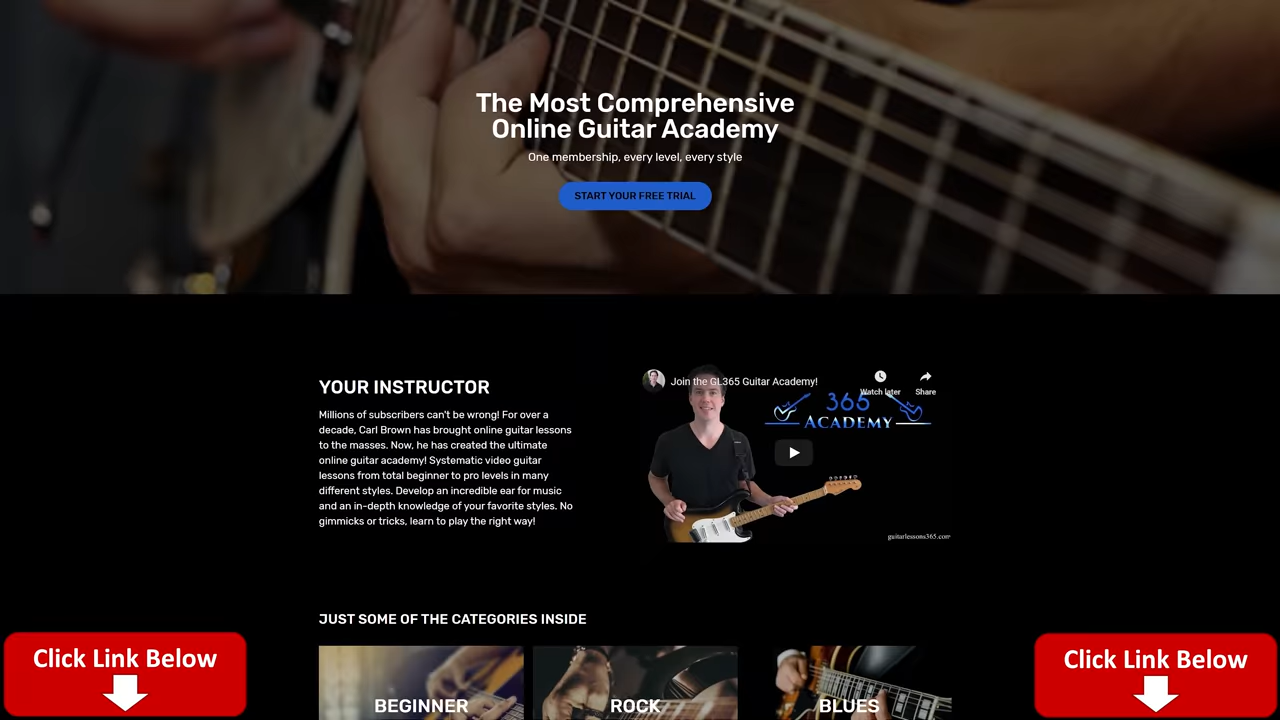 The Most Comprehensive
Online Guitar Academy
One membership, every level, every style
START YOUR FREE TRIAL
YOUR INSTRUCTOR
Millions of subscribers can't be wrong! For over a
decade, Carl Brown has brought online guitar lessons
to the masses. Now, he has created the ultimate
online guitar academy! Systematic video guitar
lessons from total beginner to pro levels in many
different styles. Develop an incredible ear for music
and an in-depth knowledge of your favorite styles. No
gimmicks or tricks, learn to play the right way!
Join the GL365 Guitar Academy!
Watch later
Share
365
ACADEMY
guitarlessons365.com
JUST SOME OF THE CATEGORIES INSIDE
BEGINNER
ROCK
BLUES
Click Link Below
Click Link Below